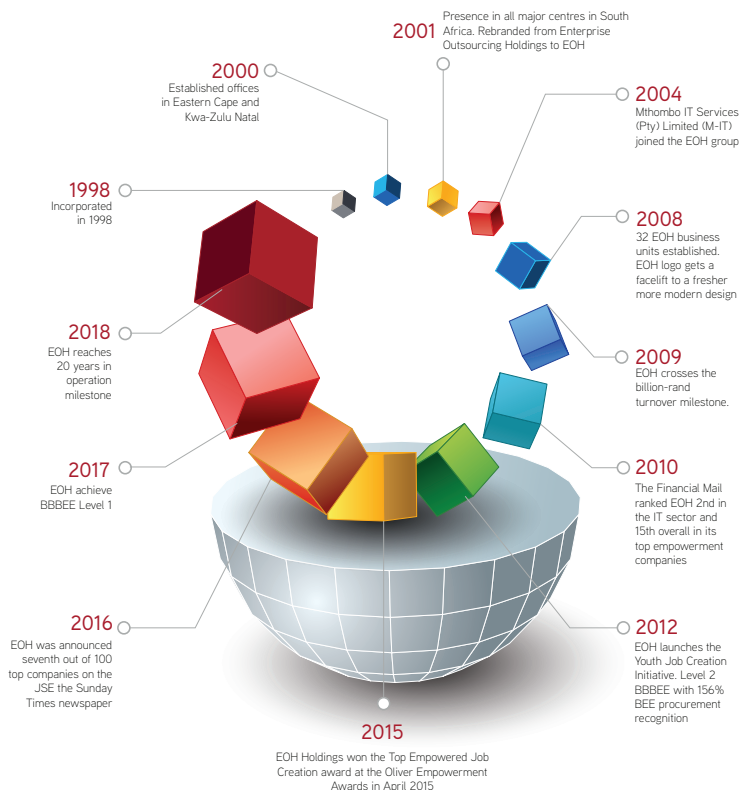 2001
Presence in all major centres in South
Africa. Rebranded from Enterprise
Outsourcing Holdings to EOH
2000
Established offices
in Eastern Cape and
Kwa-Zulu Natal
2004
Mthombo IT Services
(Pty) Limited (M-IT)
joined the EOH group
1998
Incorporated
in 1998
2008
32 EOH business
units established.
EOH logo gets a
facelift to a fresher
more modern design
2018
EOH reaches
20 years in
operation
milestone
2009
EOH crosses the
billion-rand
turnover milestone.
2017
EOH achieve
BBBEE Level 1
2010
The Financial Mail
ranked EOH 2nd in
the IT sector and
15th overall in its
top empowerment
companies
2016
EOH was announced
seventh out of 100
top companies on the
JSE the Sunday
Times newspaper
2012
EOH launches the
Youth Job Creation
Initiative. Level 2
BBBEE with 156%
BEE procurement
recognition
2015
EOH Holdings won the Top Empowered Job
Creation award at the Oliver Empowerment
Awards in April 2015